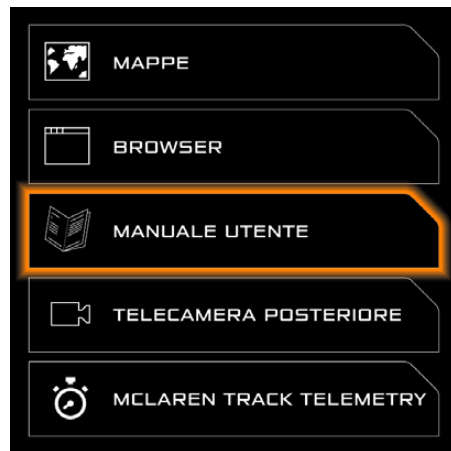 MAPPE
BROWSER
MANUALE UTENTE
TELECAMERA POSTERIORE
MCLAREN TRACK TELEMETRY